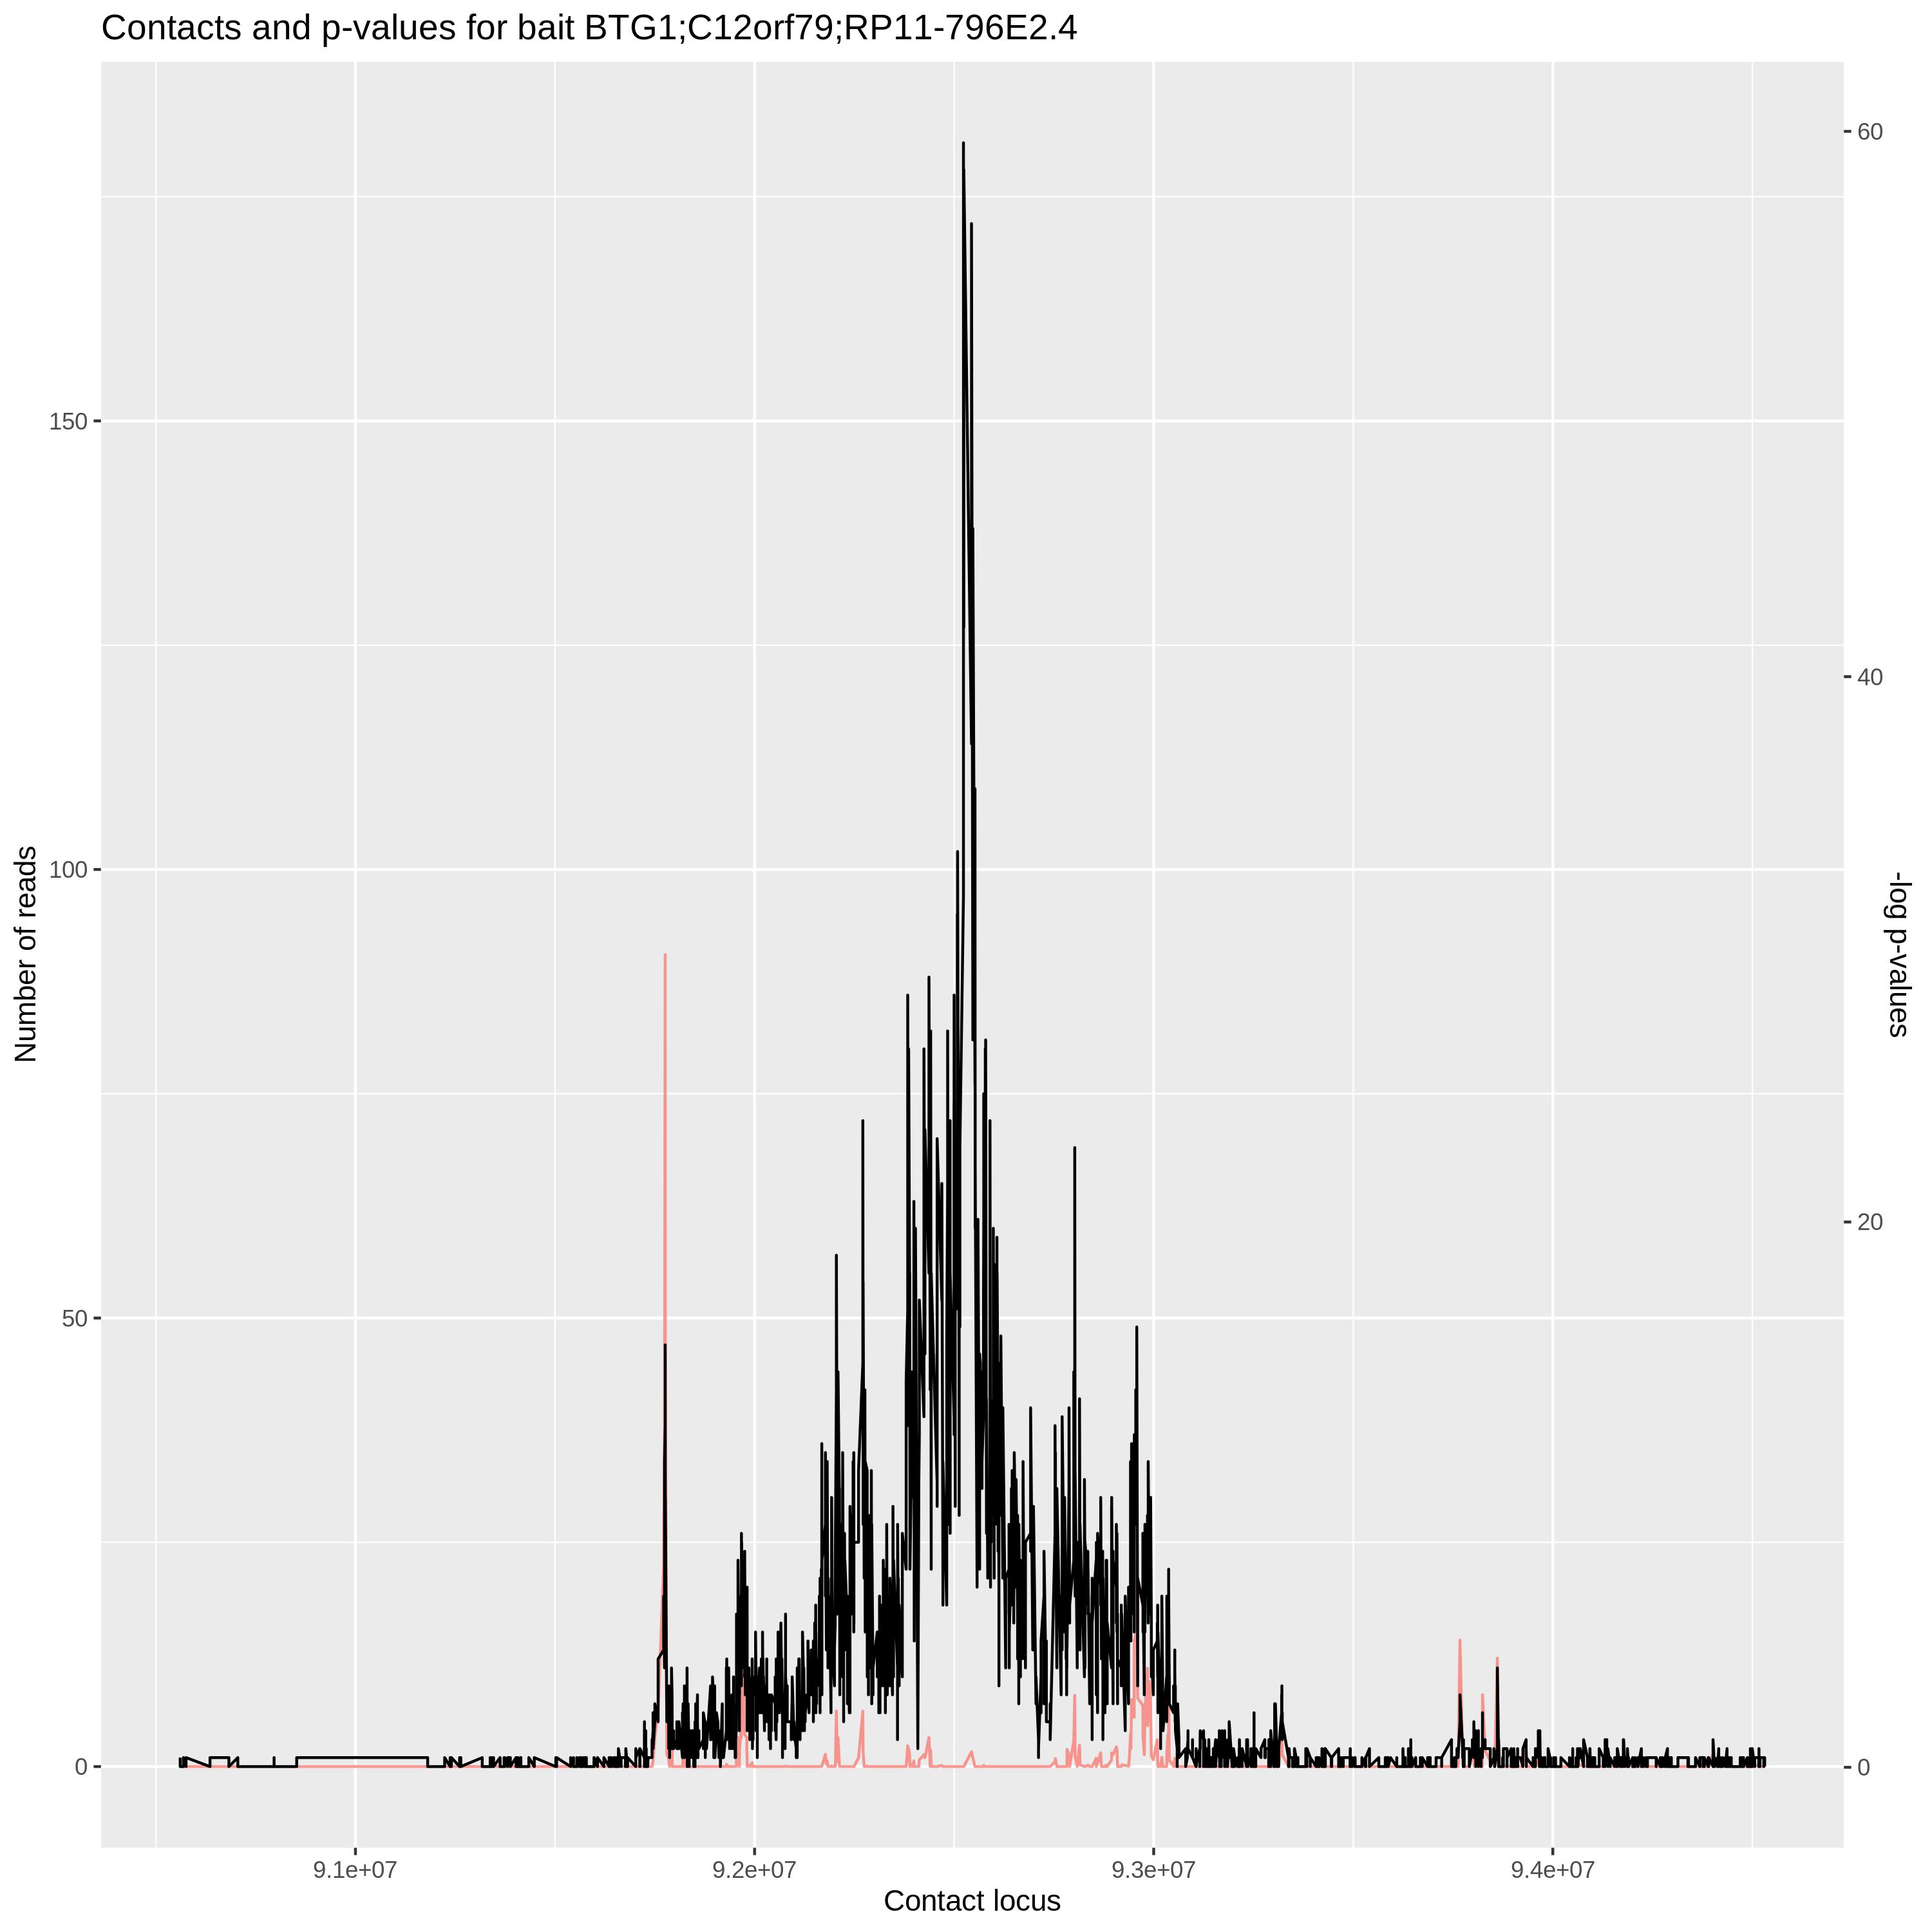 Contacts and p-values for bait BTG1;C12orf79;RP11-796E2.4
60
150
40
100
Number of reads
-log p-values
20
50
0
0
9.1e+07
9.2e+07
9.3e+07
9.4e+07
Contact locus